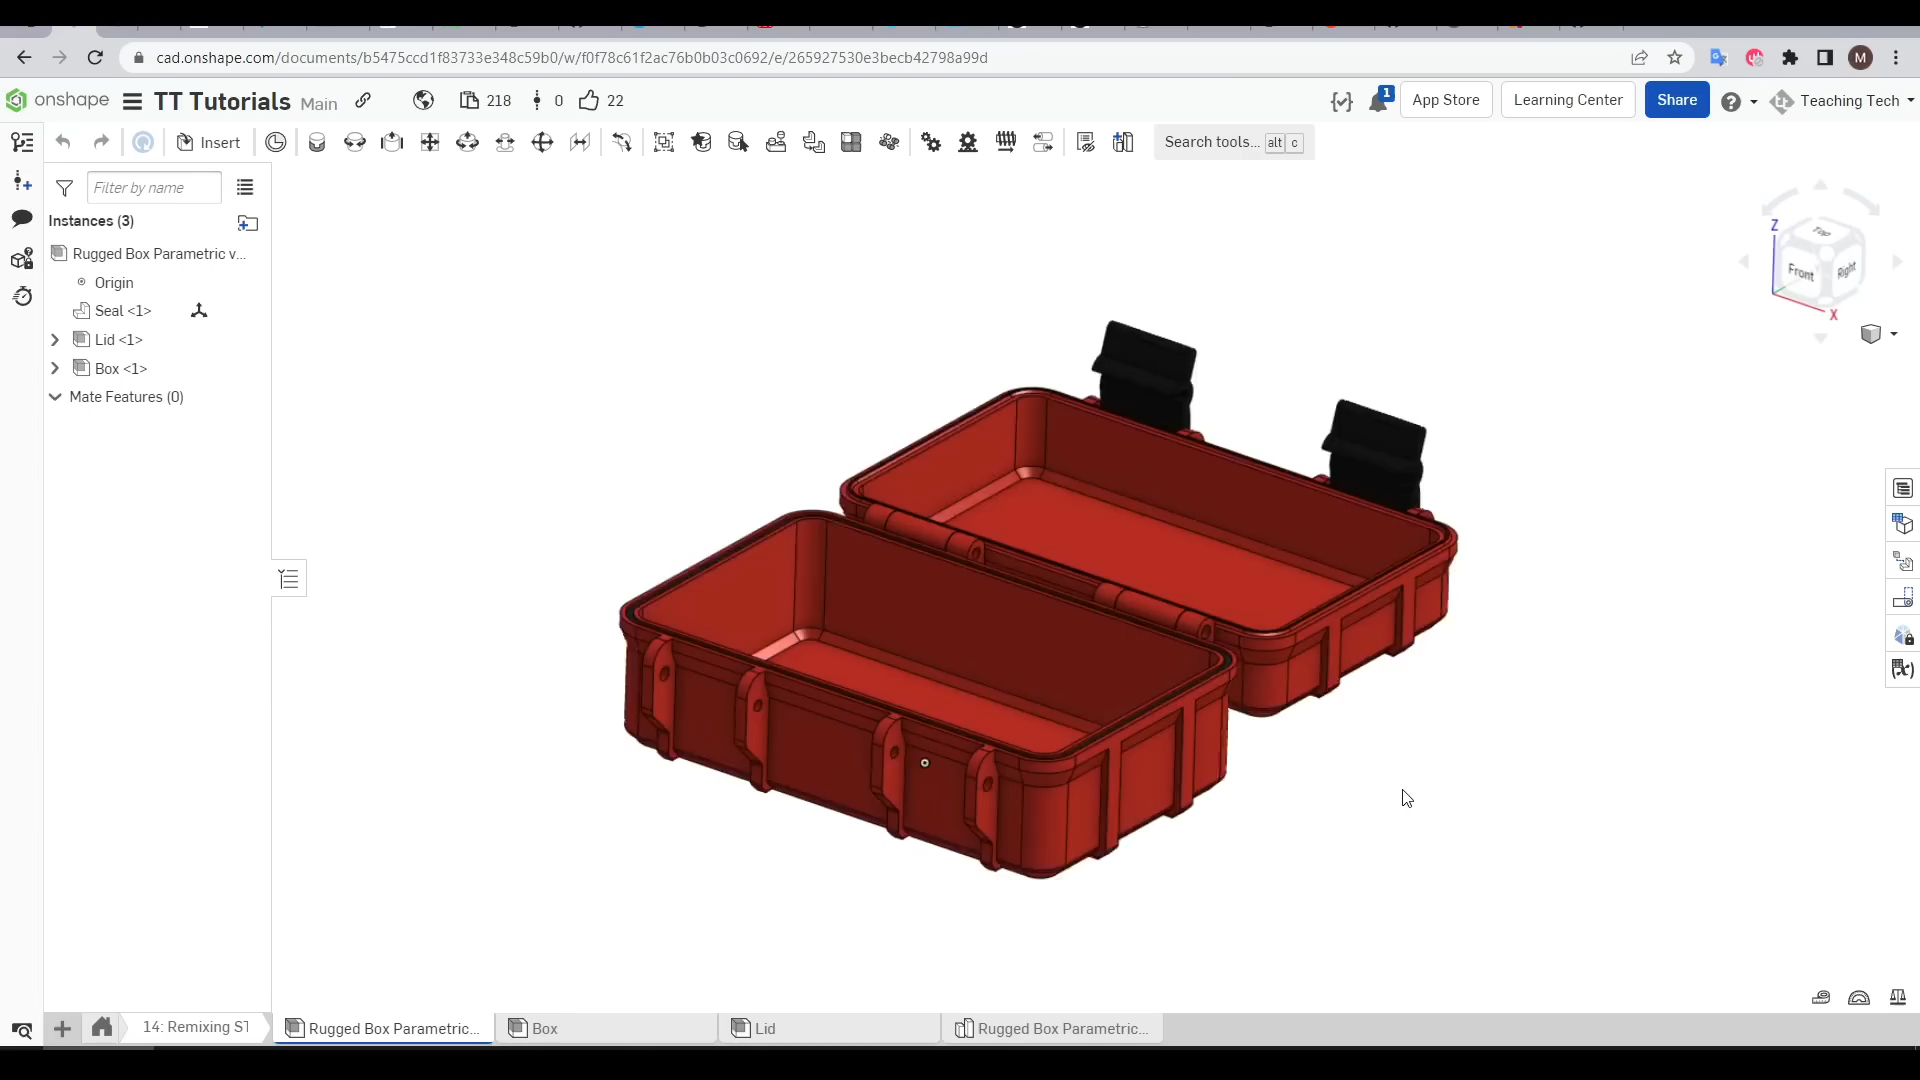 cad.onshape.com/documents/b5475ccd1f83733e348c59b0/w/f0f78c61f2ac76b0b03c0692/e/265927530e3becb42798a99d
M
onshape TT Tutorials Main 218 0 22 1 App Store Learning Center Share Teaching Tech
Insert Search tools... alt c
Filter by name
Instances (3)
Rugged Box Parametric v...
Origin
Seal <1>
Lid <1>
Box <1>
Mate Features (0)
Z
Top
Front Right
X
14: Remixing ST Rugged Box Parametric... Box Lid Rugged Box Parametric...